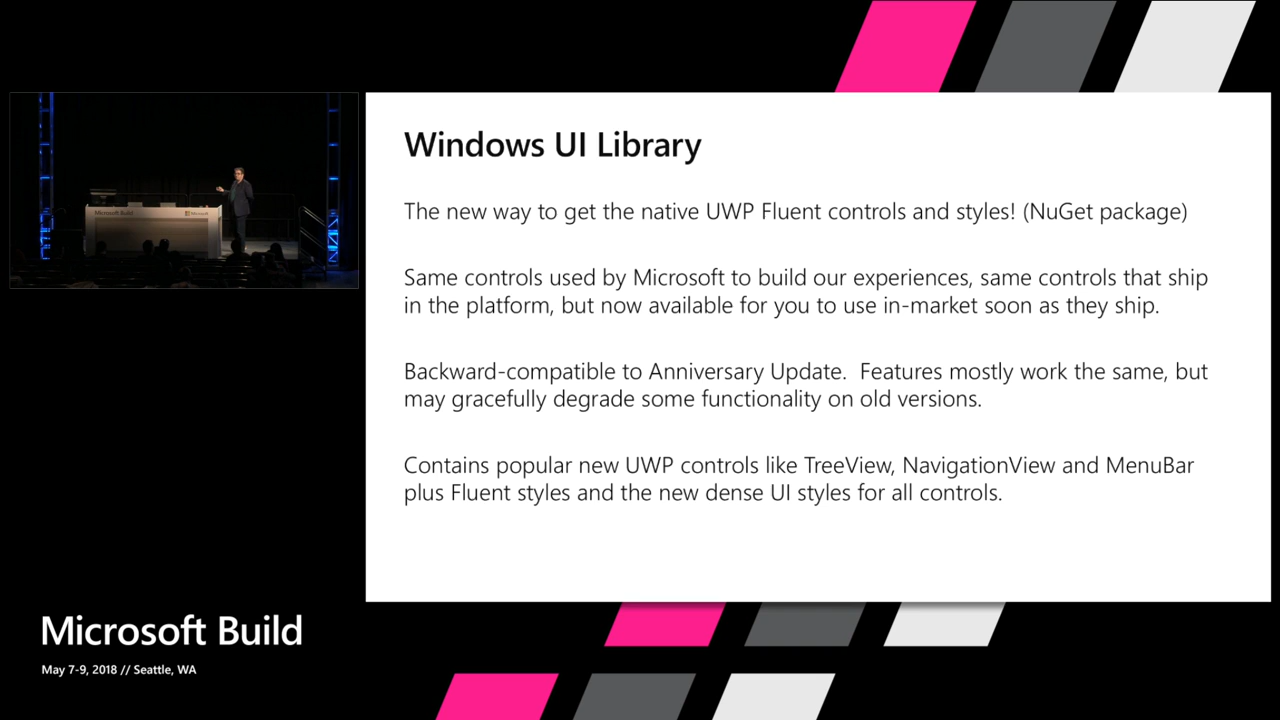 Windows UI Library
The new way to get the native UWP Fluent controls and styles! (NuGet package)
Same controls used by Microsoft to build our experiences, same controls that ship
in the platform, but now available for you to use in-market soon as they ship.
Backward-compatible to Anniversary Update.  Features mostly work the same, but
may gracefully degrade some functionality on old versions.
Contains popular new UWP controls like TreeView, NavigationView and MenuBar
plus Fluent styles and the new dense UI styles for all controls.
Microsoft Build
Microsoft
Microsoft Build
May 7-9, 2018 // Seattle, WA